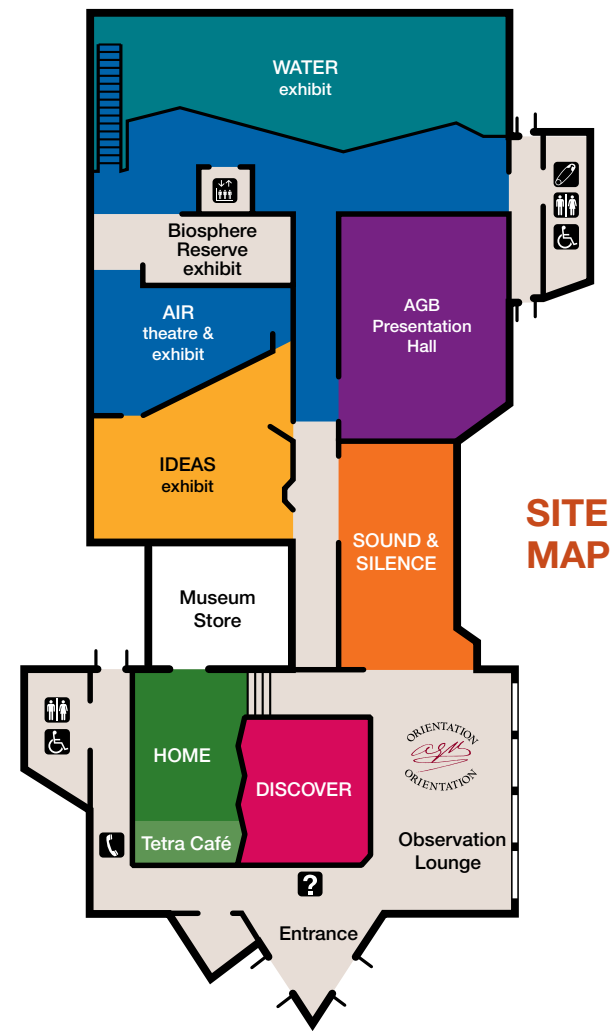 WATER
exhibit
Biosphere
Reserve
exhibit
AIR
theatre &
exhibit
AGB
Presentation
Hall
IDEAS
exhibit
SOUND &
SILENCE
SITE
MAP
Museum
Store
HOME
DISCOVER
ORIENTATION
agb
ORIENTATION
Tetra Café
Observation
Lounge
?
Entrance